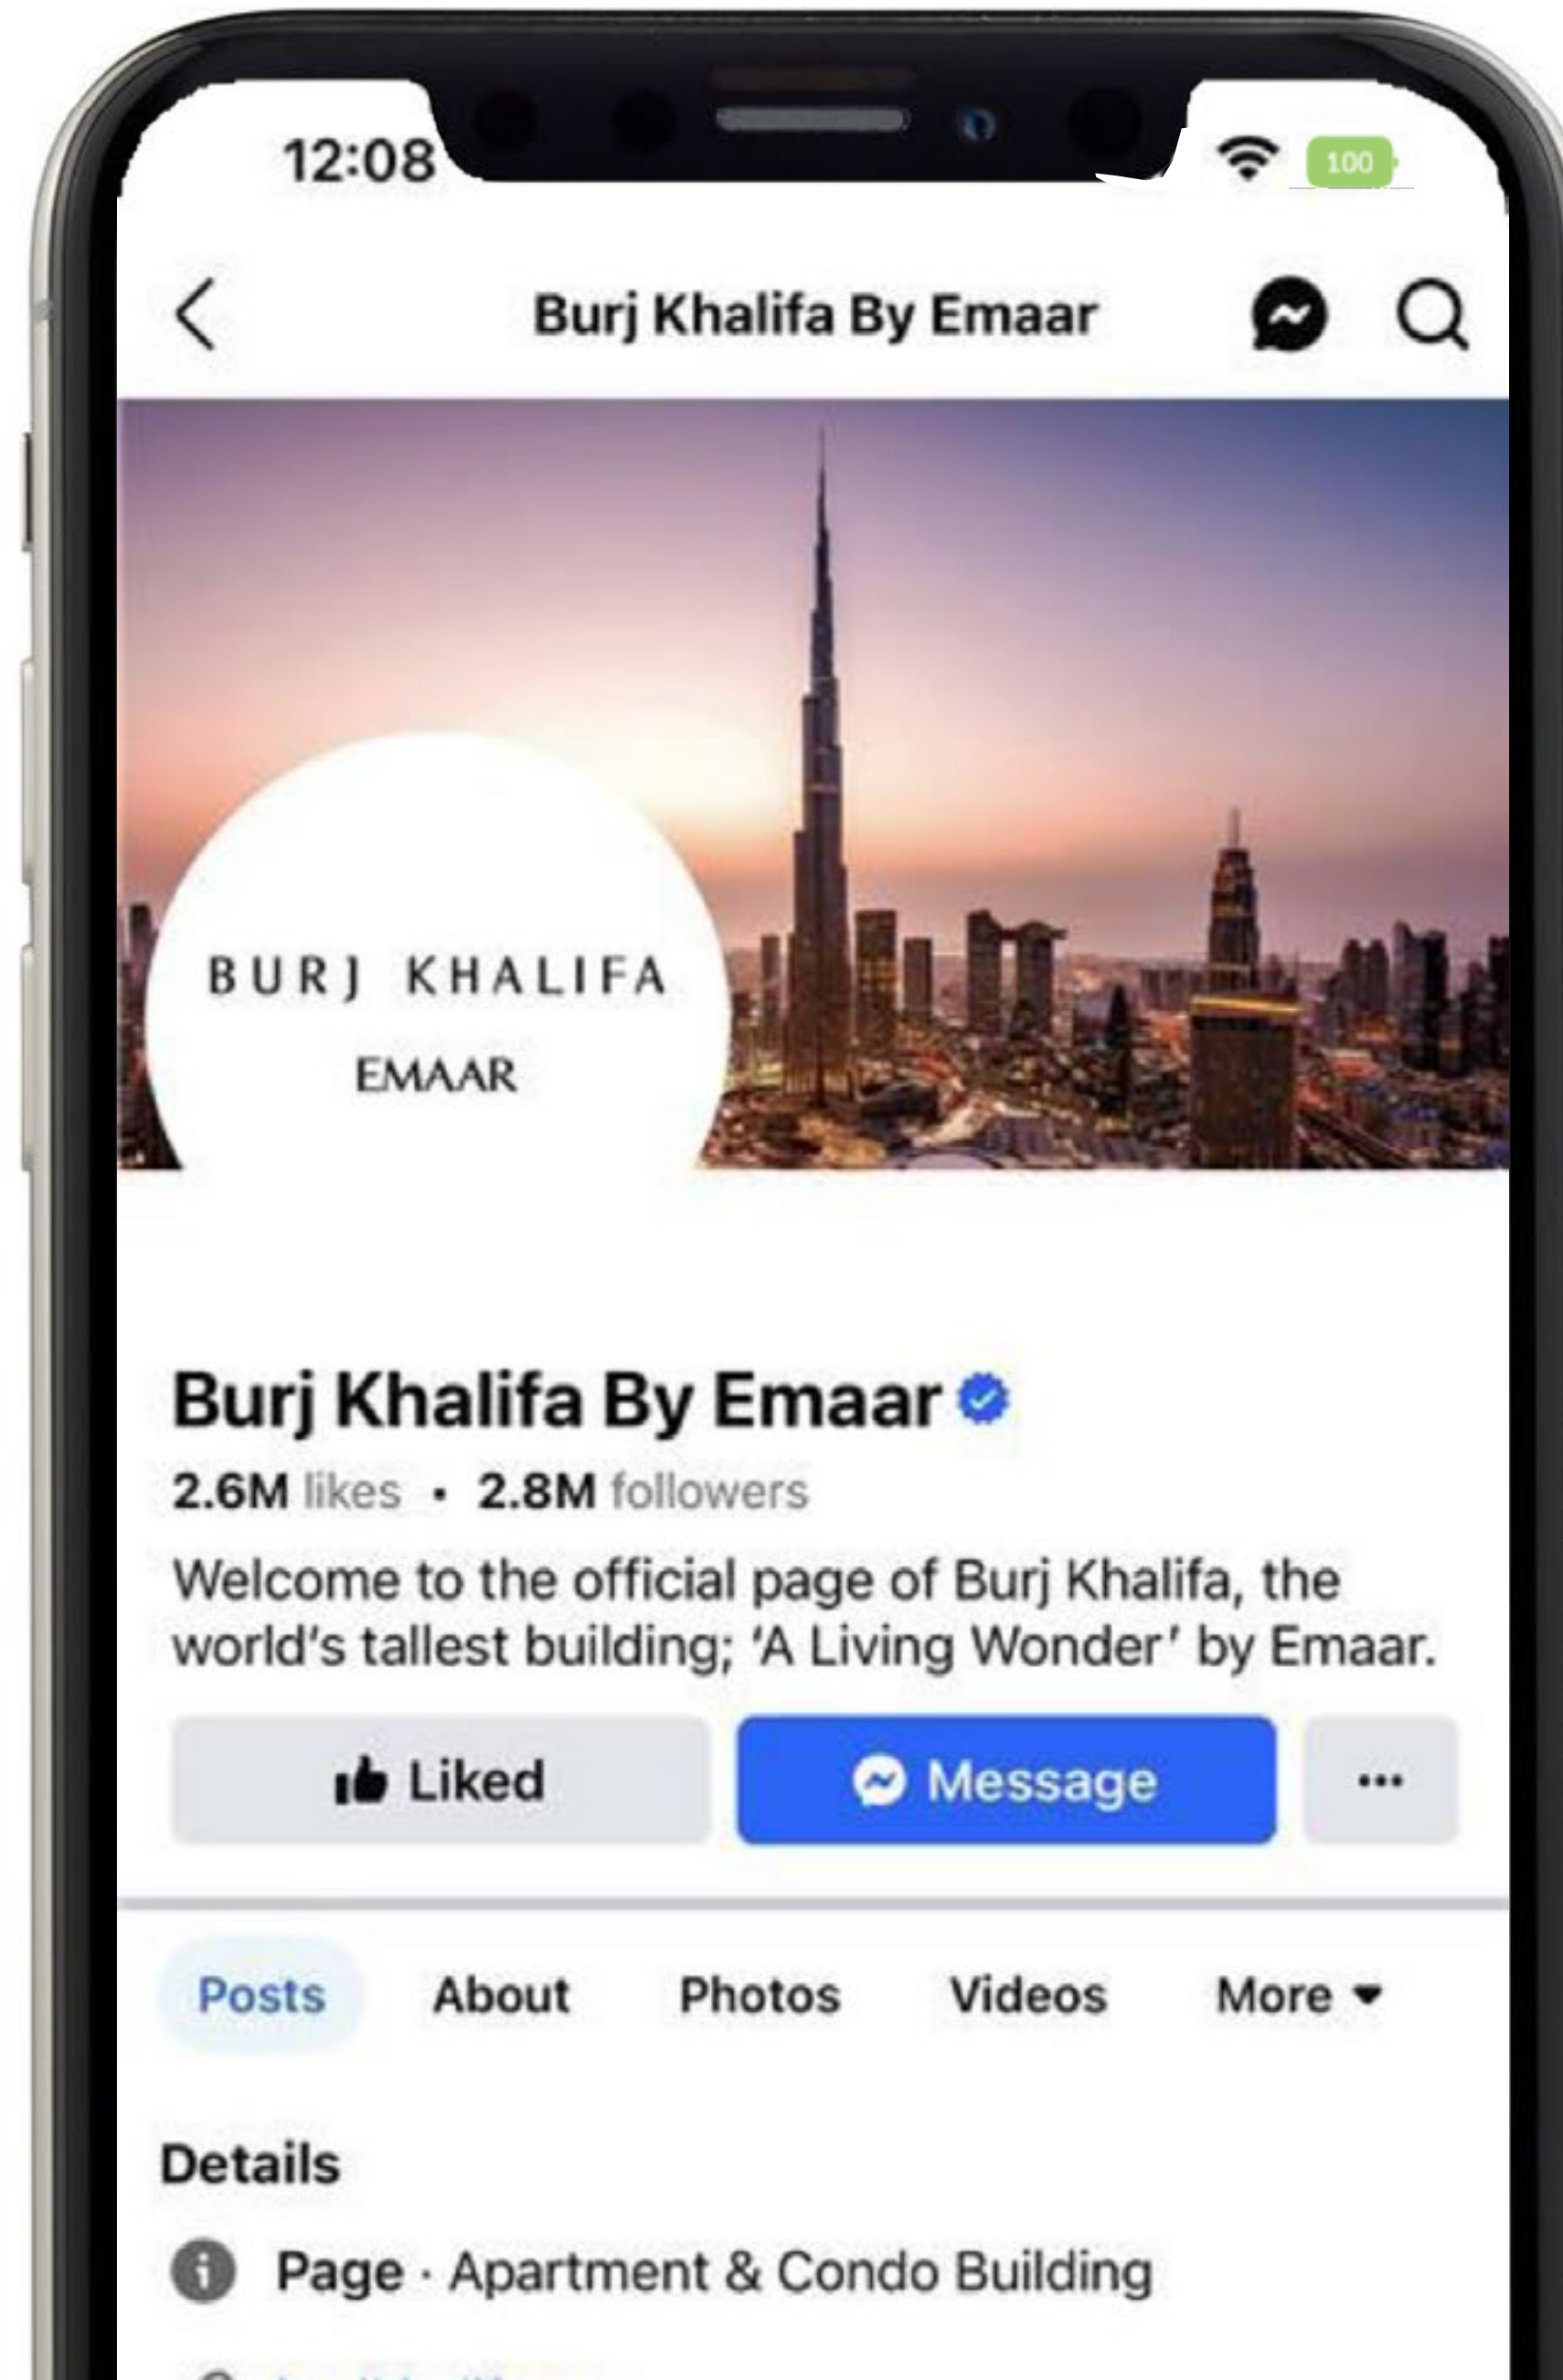 12:08
100
Burj Khalifa By Emaar
BURJ KHALIFA
EMAAR
Burj Khalifa By Emaar
2.6M likes · 2.8M followers
Welcome to the official page of Burj Khalifa, the
world's tallest building; ‘A Living Wonder’ by Emaar.
Liked
Message
Posts
About
Photos
Videos
More
Details
Page · Apartment & Condo Building